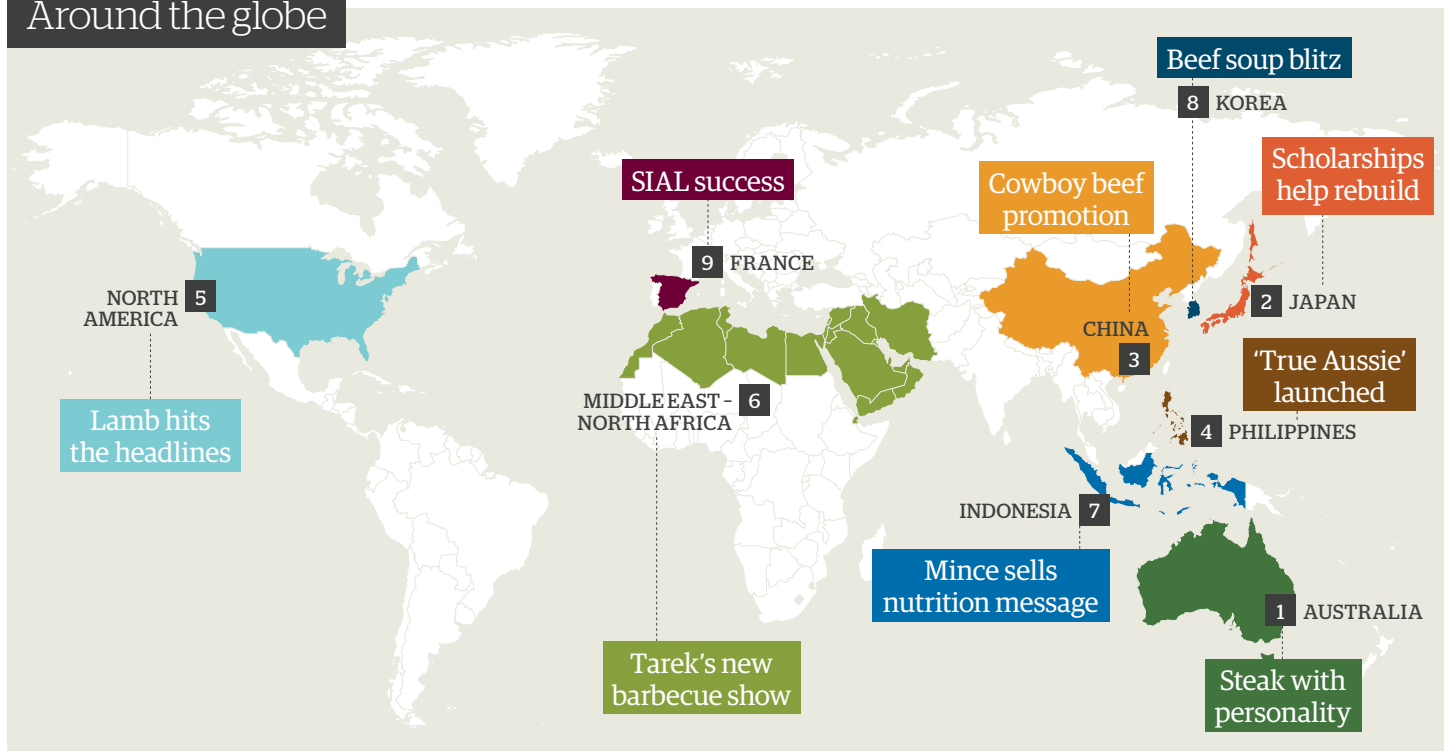 Around the globe
Beef soup blitz
8 KOREA
SIAL success
Cowboy beef
promotion
Scholarships
help rebuild
9 FRANCE
NORTH
AMERICA
5
2 JAPAN
CHINA
3
'True Aussie'
launched
MIDDLE EAST –
NORTH AFRICA
6
Lamb hits
the headlines
4 PHILIPPINES
INDONESIA 7
Mince sells
nutrition message
1 AUSTRALIA
Tarek's new
barbecue show
Steak with
personality